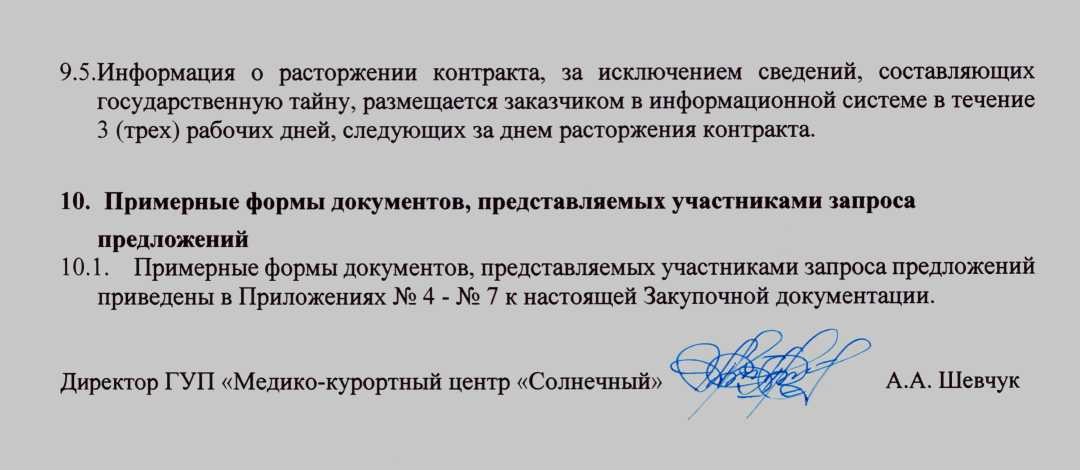 9.5.Информация о расторжении контракта, за исключением сведений, составляющих
государственную тайну, размещается заказчиком в информационной системе в течение
3 (трех) рабочих дней, следующих за днем расторжения контракта.
10. Примерные формы документов, представляемых участниками запроса
предложений
10.1. Примерные формы документов, представляемых участниками запроса предложений
приведены в Приложениях № 4 - № 7 к настоящей Закупочной документации.
Директор ГУП «Медико-курортный центр «Солнечный» А.А. Шевчук